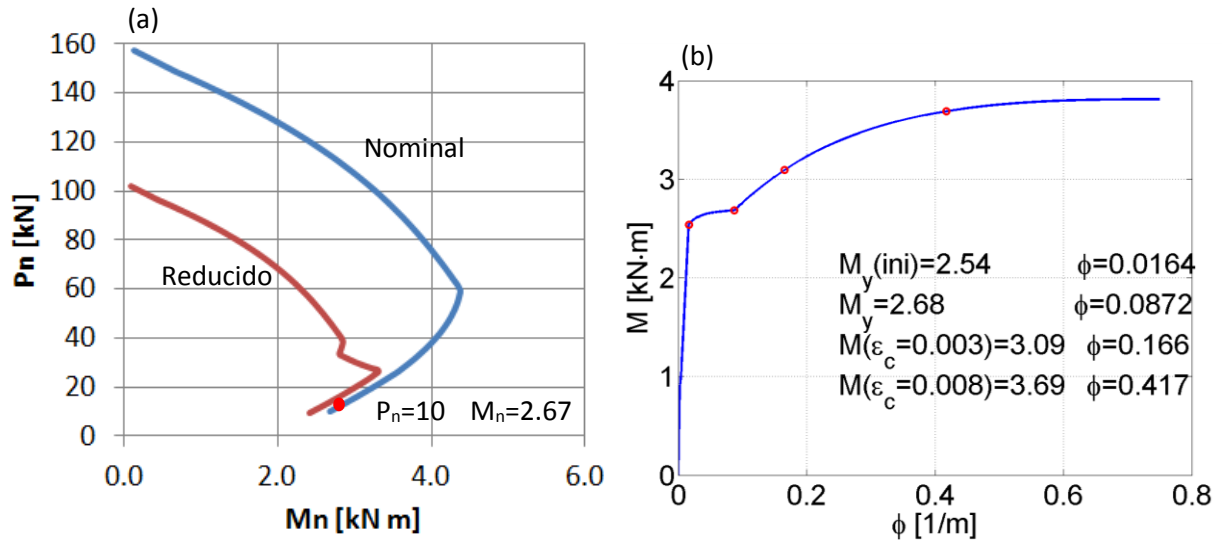 (a)
160
140
120
100
80
60
40
20
0
Pn [kN]
Nominal
Reducido
Pn=10 Mn=2.67
0.0 2.0 4.0 6.0
Mn [kN m]
(b)
4
3
2
1
0
M [kN·m]
My(ini)=2.54 ϕ=0.0164
My=2.68 ϕ=0.0872
M(εc=0.003)=3.09 ϕ=0.166
M(εc=0.008)=3.69 ϕ=0.417
0 0.2 0.4 0.6 0.8
ϕ [1/m]